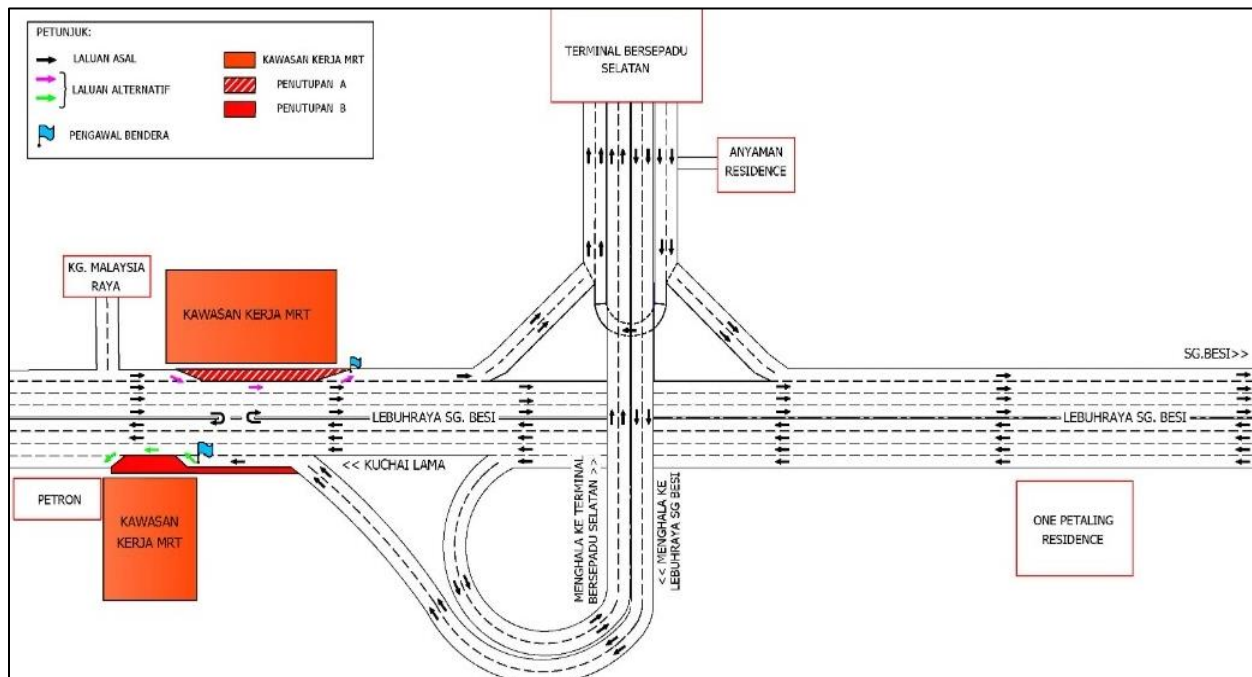 PETUNJUK:
LALUAN ASAL
LALUAN ALTERNATIF
PENGAWAL BENDERA
KAWASAN KERJA MRT
PENUTUPAN A
PENUTUPAN B
TERMINAL BERSEPADU
SELATAN
ANYAMAN
RESIDENCE
KG. MALAYSIA
RAYA
KAWASAN KERJA MRT
SG.BESI>>
LEBUHRAYA SG. BESI
LEBUHRAYA SG. BESI
<< KUCHAI LAMA
MENGHALA KE TERMINAL
BERSEPADU SELATAN >>
<< MENGHALA KE
LEBUHRAYA SG BESI
PETRON
KAWASAN
KERJA MRT
ONE PETALING
RESIDENCE